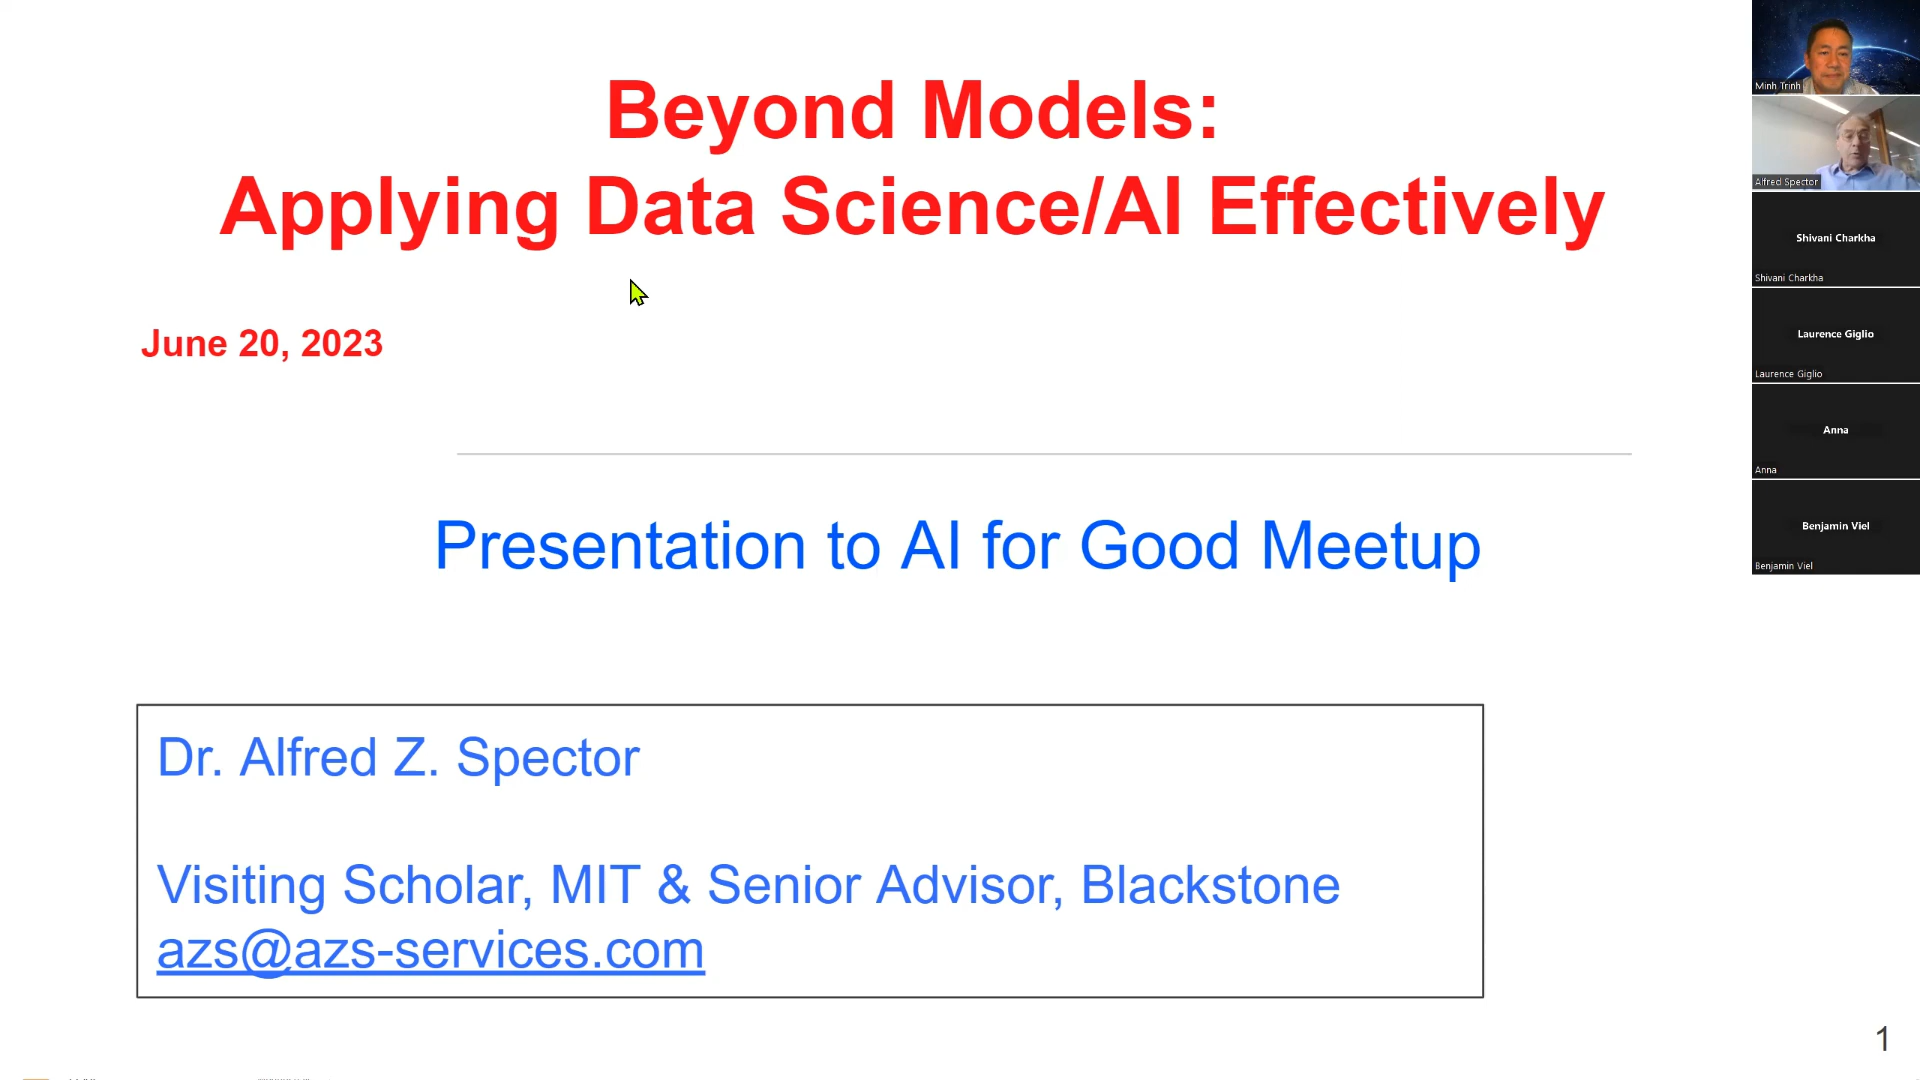 Beyond Models:
Applying Data Science/AI Effectively
June 20, 2023
Presentation to AI for Good Meetup
Dr. Alfred Z. Spector
Visiting Scholar, MIT & Senior Advisor, Blackstone
azs@azs-services.com
1
Minh Trinh
Alfred Spector
Shivani Charkha
Shivani Charkha
Laurence Giglio
Laurence Giglio
Anna
Anna
Benjamin Viel
Benjamin Viel